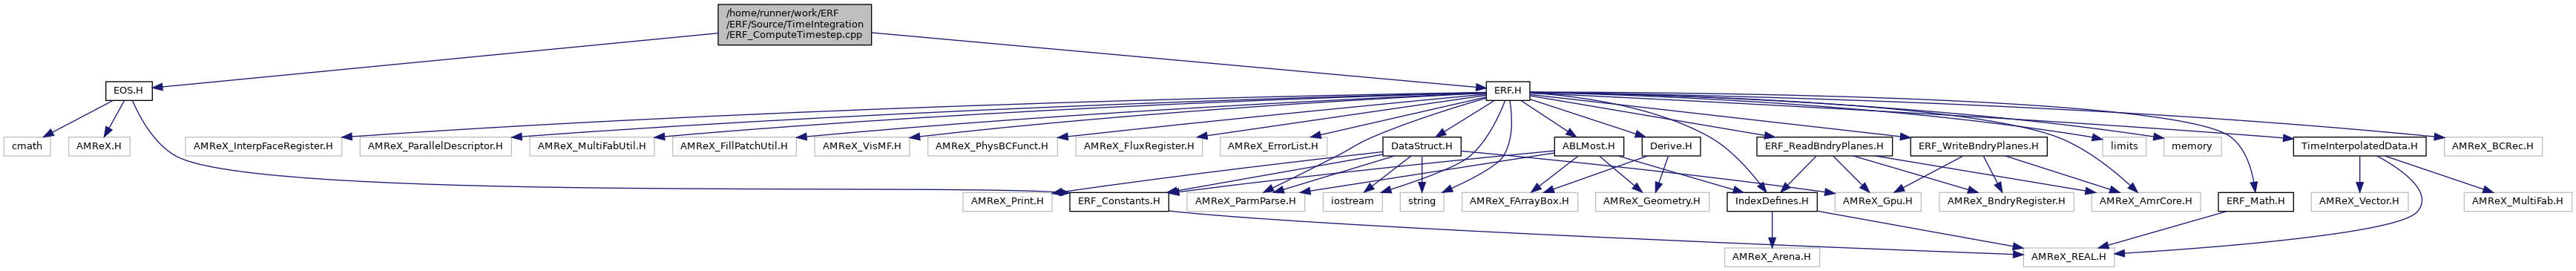 /home/runner/work/ERF
/ERF/Source/TimeIntegration
/ERF_ComputeTimestep.cpp
EOS.H
ERF.H
cmath
AMReX.H
AMReX_InterpFaceRegister.H
AMReX_ParallelDescriptor.H
AMReX_MultiFabUtil.H
AMReX_FillPatchUtil.H
AMReX_VisMF.H
AMReX_PhysBCFunct.H
AMReX_FluxRegister.H
AMReX_ErrorList.H
DataStruct.H
ABLMost.H
Derive.H
ERF_ReadBndryPlanes.H
ERF_WriteBndryPlanes.H
limits
memory
TimeInterpolatedData.H
AMReX_BCRec.H
AMReX_Print.H
ERF_Constants.H
AMReX_ParmParse.H
iostream
string
AMReX_FArrayBox.H
AMReX_Geometry.H
IndexDefines.H
AMReX_Gpu.H
AMReX_BndryRegister.H
AMReX_AmrCore.H
ERF_Math.H
AMReX_Vector.H
AMReX_MultiFab.H
AMReX_Arena.H
AMReX_REAL.H